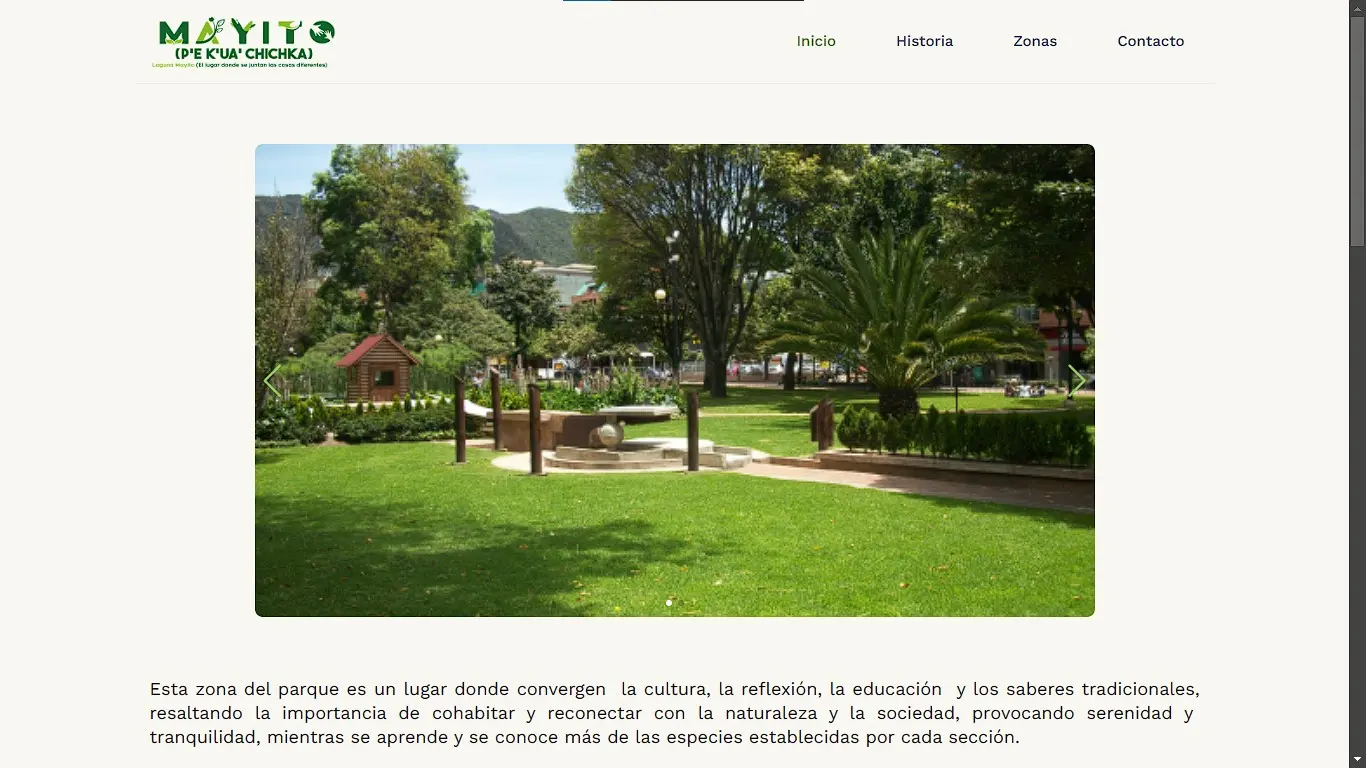 MAYITO
(P'E K'UA' CHICHKA)
Laguna Mayito (El lugar donde se juntan las cosas diferentes)
Inicio Historia Zonas Contacto
Esta zona del parque es un lugar donde convergen la cultura, la reflexión, la educación y los saberes tradicionales,
resaltando la importancia de cohabitar y reconectar con la naturaleza y la sociedad, provocando serenidad y
tranquilidad, mientras se aprende y se conoce más de las especies establecidas por cada sección.